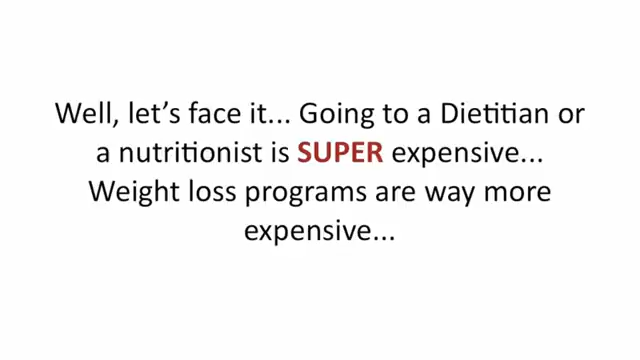 Well, let's face it... Going to a Dietitian or
a nutritionist is SUPER expensive...
Weight loss programs are way more
expensive...